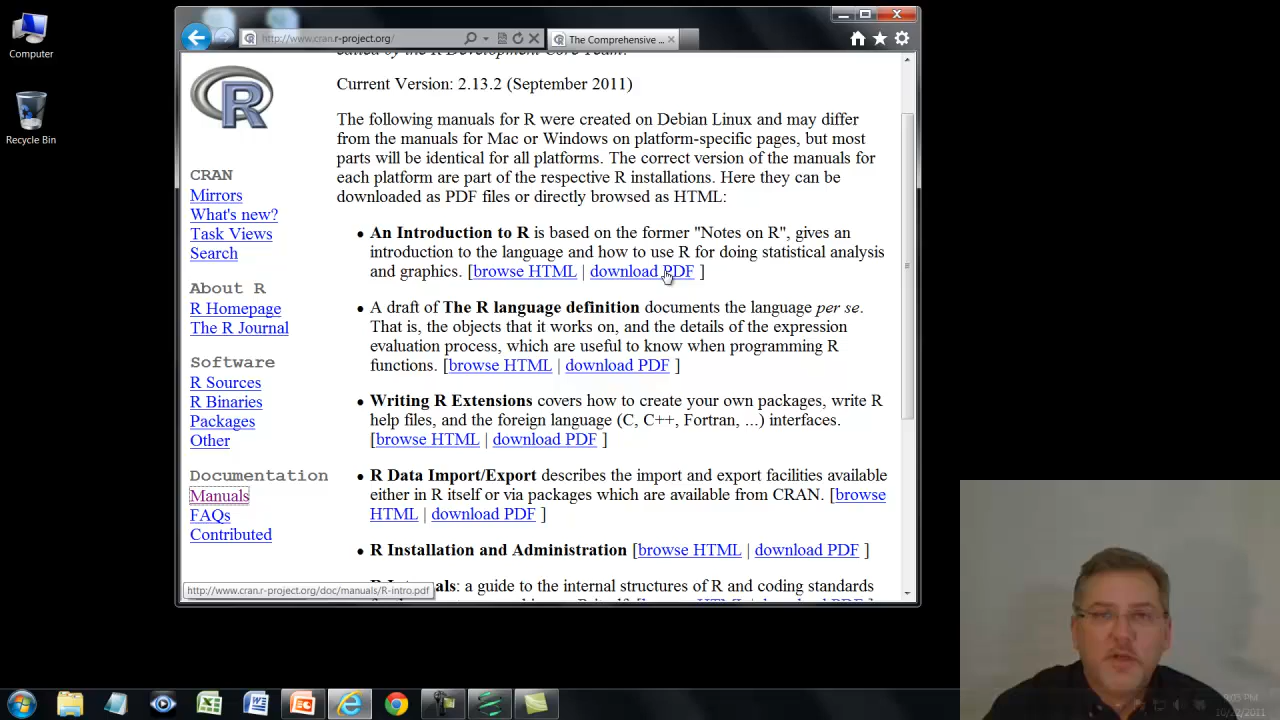 Computer
Recycle Bin
http://www.cran.r-project.org/
The Comprehensive ...
R
CRAN
Mirrors
What's new?
Task Views
Search
About R
R Homepage
The R Journal
Software
R Sources
R Binaries
Packages
Other
Documentation
Manuals
FAQs
Contributed
edited by the R Development Core Team.
Current Version: 2.13.2 (September 2011)
The following manuals for R were created on Debian Linux and may differ
from the manuals for Mac or Windows on platform-specific pages, but most
parts will be identical for all platforms. The correct version of the manuals for
each platform are part of the respective R installations. Here they can be
downloaded as PDF files or directly browsed as HTML:
An Introduction to R is based on the former "Notes on R", gives an
introduction to the language and how to use R for doing statistical analysis
and graphics. [browse HTML | download PDF ]
A draft of The R language definition documents the language per se.
That is, the objects that it works on, and the details of the expression
evaluation process, which are useful to know when programming R
functions. [browse HTML | download PDF ]
Writing R Extensions covers how to create your own packages, write R
help files, and the foreign language (C, C++, Fortran, ...) interfaces.
[browse HTML | download PDF ]
R Data Import/Export describes the import and export facilities available
either in R itself or via packages which are available from CRAN. [browse
HTML | download PDF ]
R Installation and Administration [browse HTML | download PDF ]
: a guide to the internal structures of R and coding standards
http://www.cran.r-project.org/doc/manuals/R-intro.pdf